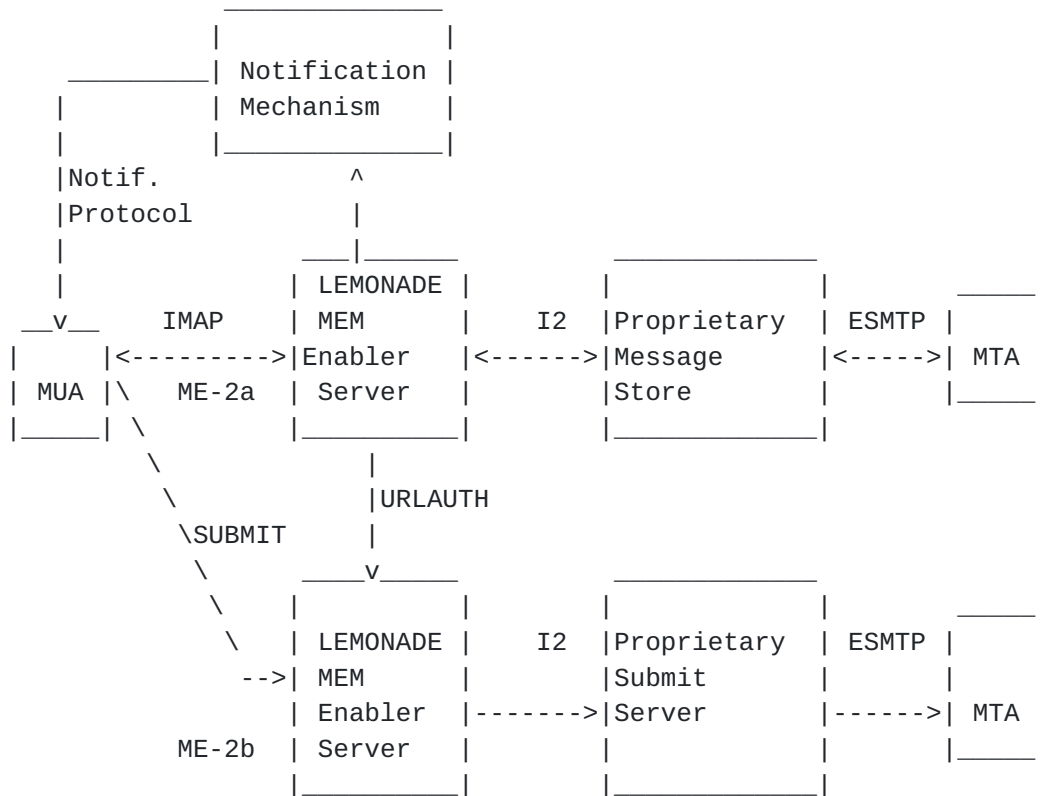 Notification
Mechanism
Notif.
Protocol
LEMONADE
IMAP MEM I2 Proprietary ESMTP
Enabler Message MTA
MUA ME-2a Server Store
URLAUTH
SUBMIT
LEMONADE I2 Proprietary ESMTP
MEM Submit
Enabler Server MTA
ME-2b Server